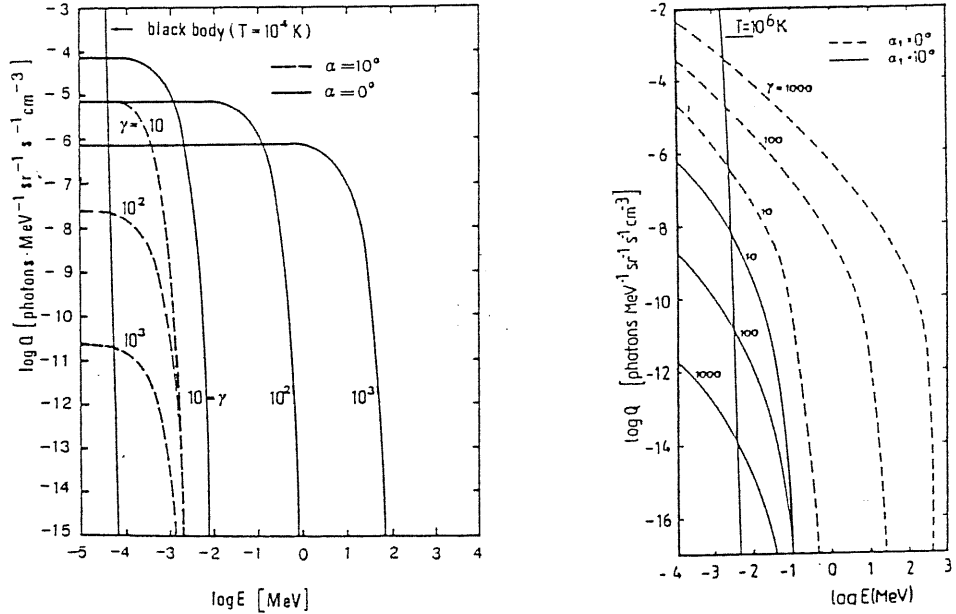 -3
-4
-5
-6
-7
-8
-9
-10
-11
-12
-13
-14
-15
log Q [photons·MeV⁻¹ sr⁻¹ s⁻¹ cm⁻³]
black body (T = 10⁴ K)
α = 10°
α = 0°
γ = 10
10²
10³
10 - γ
10²
10³
-5 -4 -3 -2 -1 0 1 2 3 4
log E [MeV]
-2
-4
-6
-8
-10
-12
-14
-16
log Q [photons MeV⁻¹ sr⁻¹ s⁻¹ cm⁻³]
T=10⁶K
α₁=0°
α₁=10°
γ=1000
100
10
10
100
1000
-4 -3 -2 -1 0 1 2 3
log E(MeV)